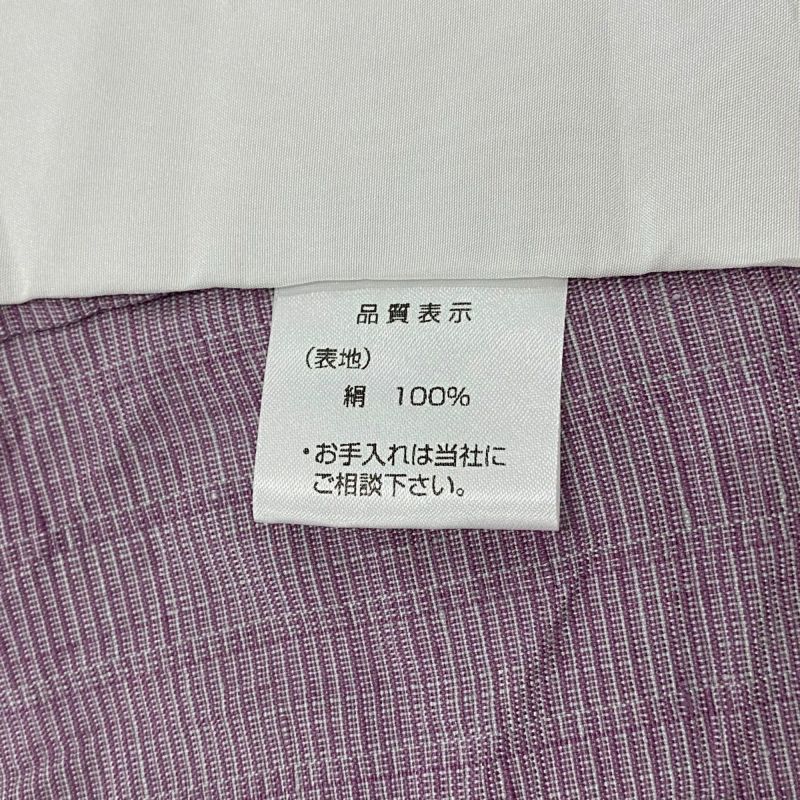 品質表示
（表地）
絹 100%
・お手入れは当社に
ご相談下さい。